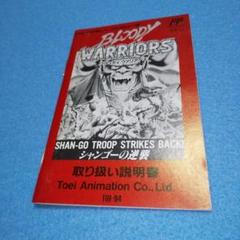 BLOODY
WARRIORS
SHAN-GO TROOP STRIKES BACK!
シャンゴーの逆襲
取り扱い説明書
Toei Animation Co., Ltd.